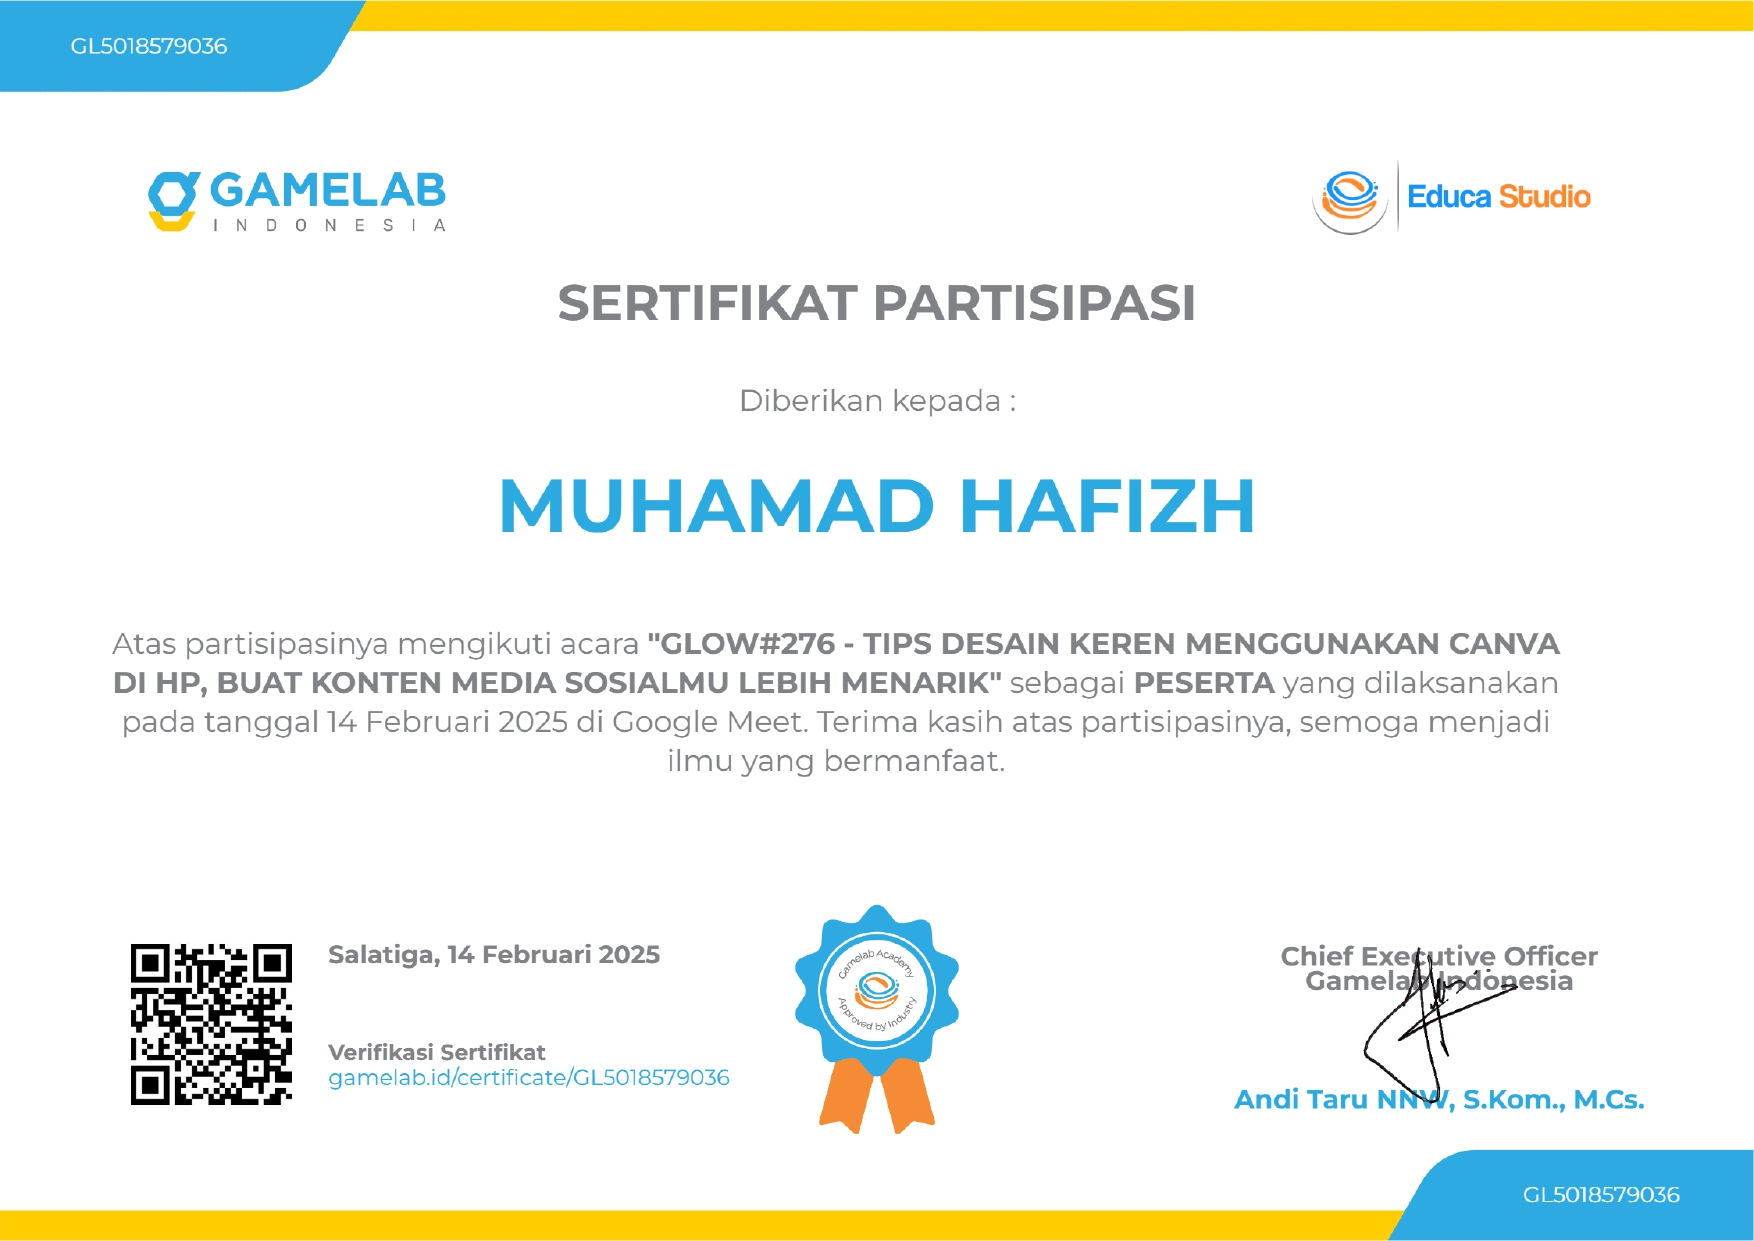 GL5018579036
GAMELAB
INDONESIA
Educa Studio
SERTIFIKAT PARTISIPASI
Diberikan kepada :
MUHAMAD HAFIZH
Atas partisipasinya mengikuti acara "GLOW#276 - TIPS DESAIN KEREN MENGGUNAKAN CANVA
DI HP, BUAT KONTEN MEDIA SOSIALMU LEBIH MENARIK" sebagai PESERTA yang dilaksanakan
pada tanggal 14 Februari 2025 di Google Meet. Terima kasih atas partisipasinya, semoga menjadi
ilmu yang bermanfaat.
Salatiga, 14 Februari 2025
Verifikasi Sertifikat
gamelab.id/certificate/GL5018579036
Gamelab Academy
Approved by Industry
Chief Executive Officer
Gamelab Indonesia
Andi Taru NNW, S.Kom., M.Cs.
GL5018579036